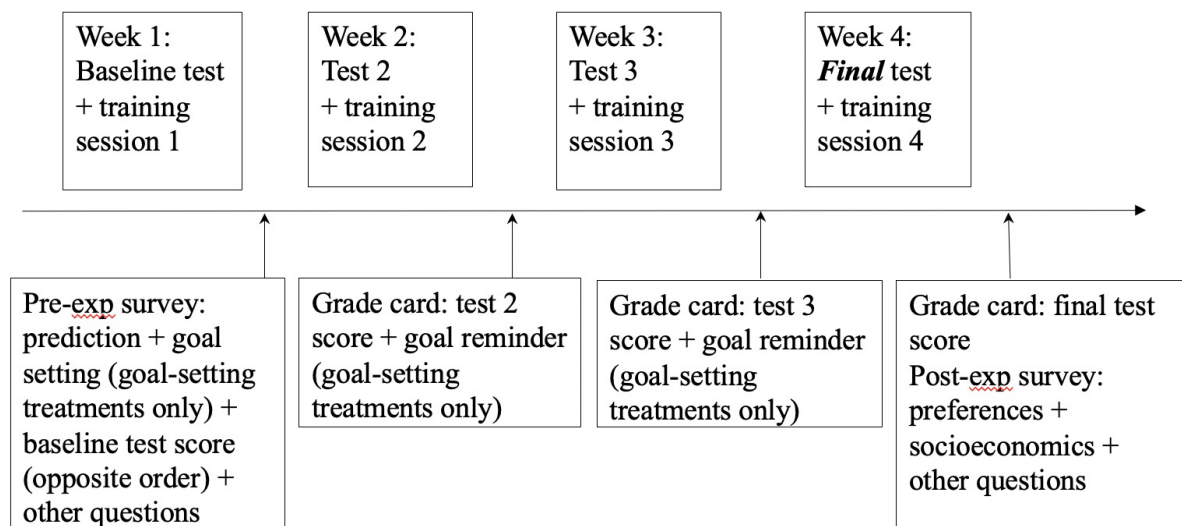 Week 1:
Baseline test
+ training
session 1
Week 2:
Test 2
+ training
session 2
Week 3:
Test 3
+ training
session 3
Week 4:
Final test
+ training
session 4
Pre-exp survey:
prediction + goal
setting (goal-setting
treatments only) +
baseline test score
(opposite order) +
other questions
Grade card: test 2
score + goal reminder
(goal-setting
treatments only)
Grade card: test 3
score + goal reminder
(goal-setting
treatments only)
Grade card: final test
score
Post-exp survey:
preferences +
socioeconomics +
other questions